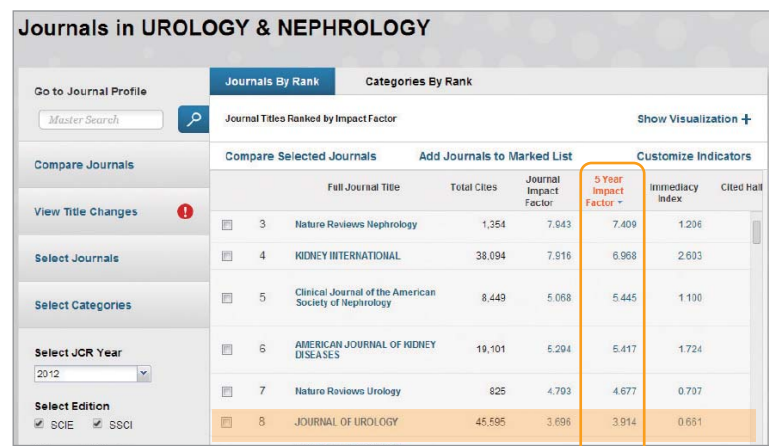 Journals in UROLOGY & NEPHROLOGY
Go to Journal Profile
Master Search
Compare Journals
View Title Changes
Select Journals
Select Categories
Select JCR Year
2012
Select Edition
SCIE SSCI
Journals By Rank Categories By Rank
Journal Titles Ranked by Impact Factor Show Visualization +
Compare Selected Journals Add Journals to Marked List Customize Indicators
Full Journal Title Total Cites Journal Impact Factor 5 Year Impact Factor Immediacy Index Cited Half
3 Nature Reviews Nephrology 1,354 7.943 7.409 1.206
4 KIDNEY INTERNATIONAL 38,094 7.916 6.968 2.603
5 Clinical Journal of the American
Society of Nephrology 8,449 5.068 5.445 1.100
6 AMERICAN JOURNAL OF KIDNEY
DISEASES 19,101 5.294 5.417 1.724
7 Nature Reviews Urology 825 4.793 4.677 0.707
8 JOURNAL OF UROLOGY 45,595 3.696 3.914 0.661